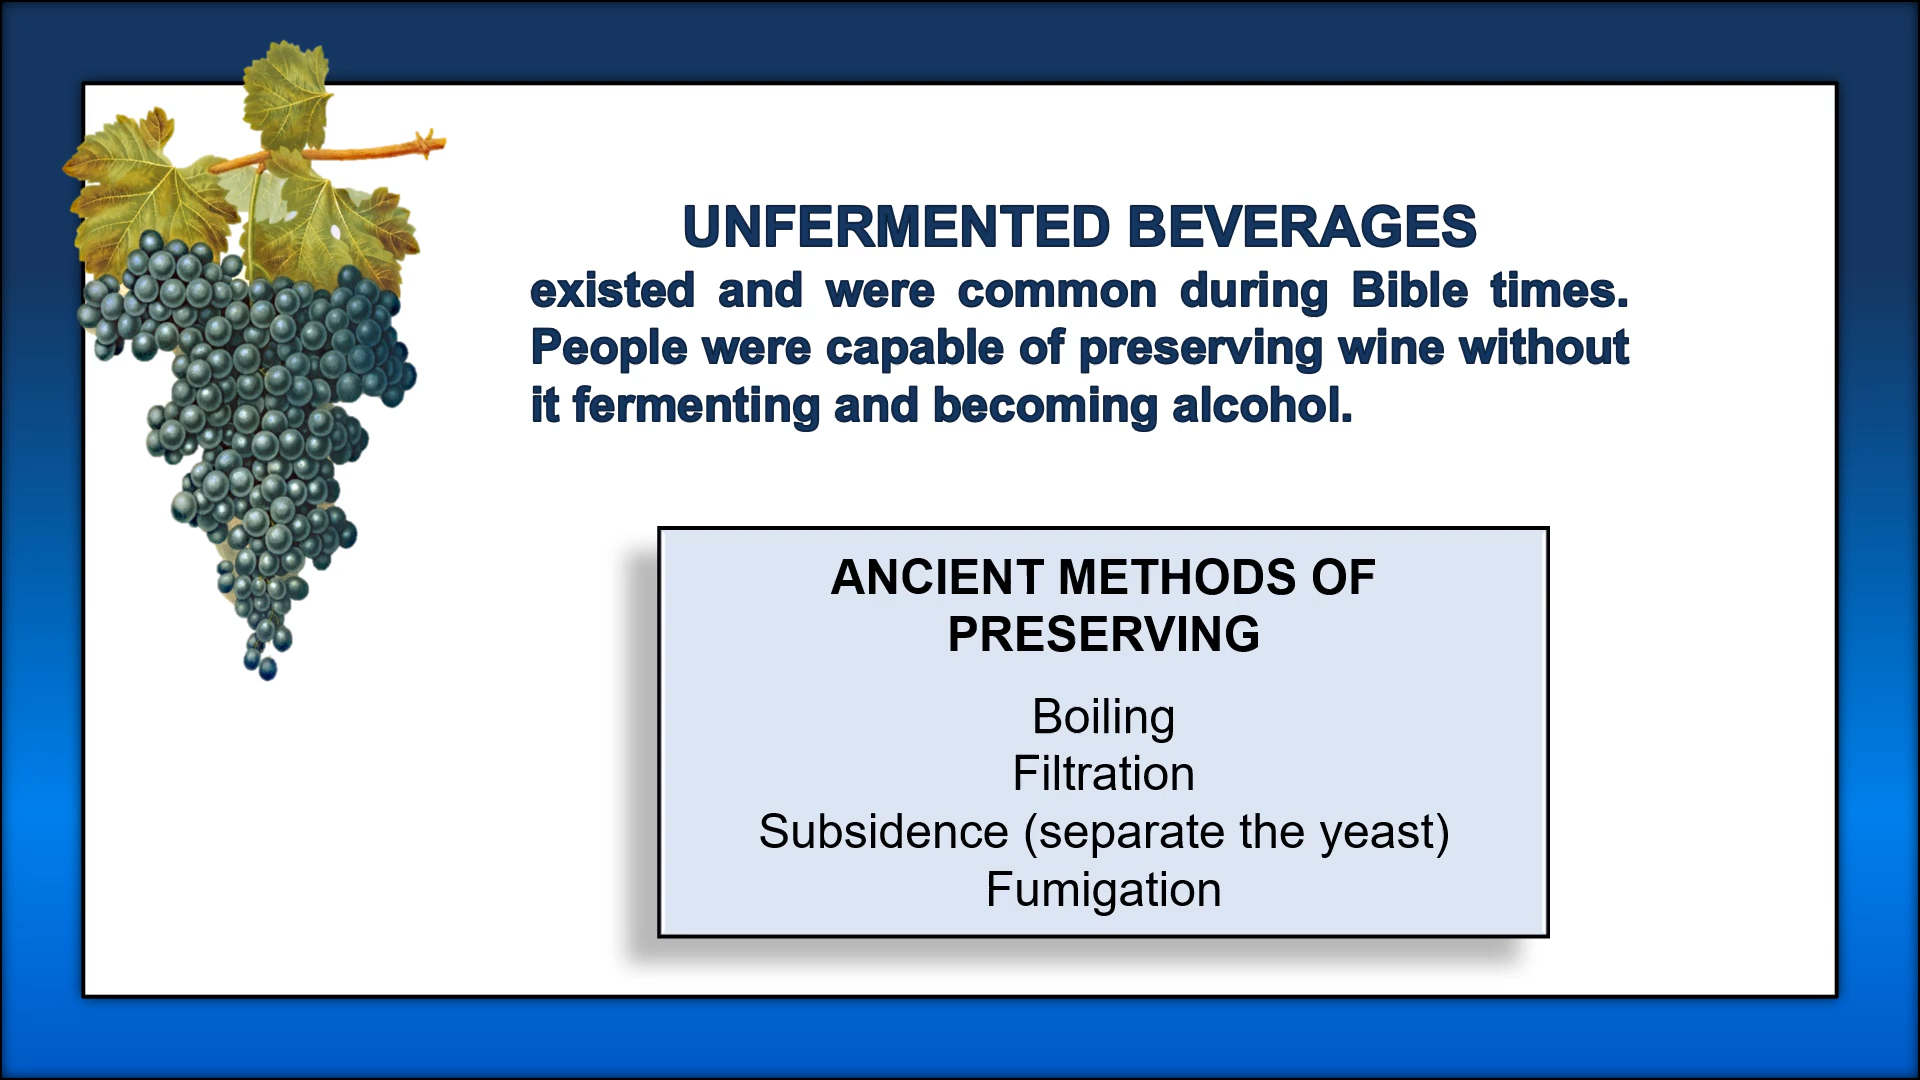 UNFERMENTED BEVERAGES
existed and were common during Bible times.
People were capable of preserving wine without
it fermenting and becoming alcohol.
ANCIENT METHODS OF
PRESERVING
Boiling
Filtration
Subsidence (separate the yeast)
Fumigation